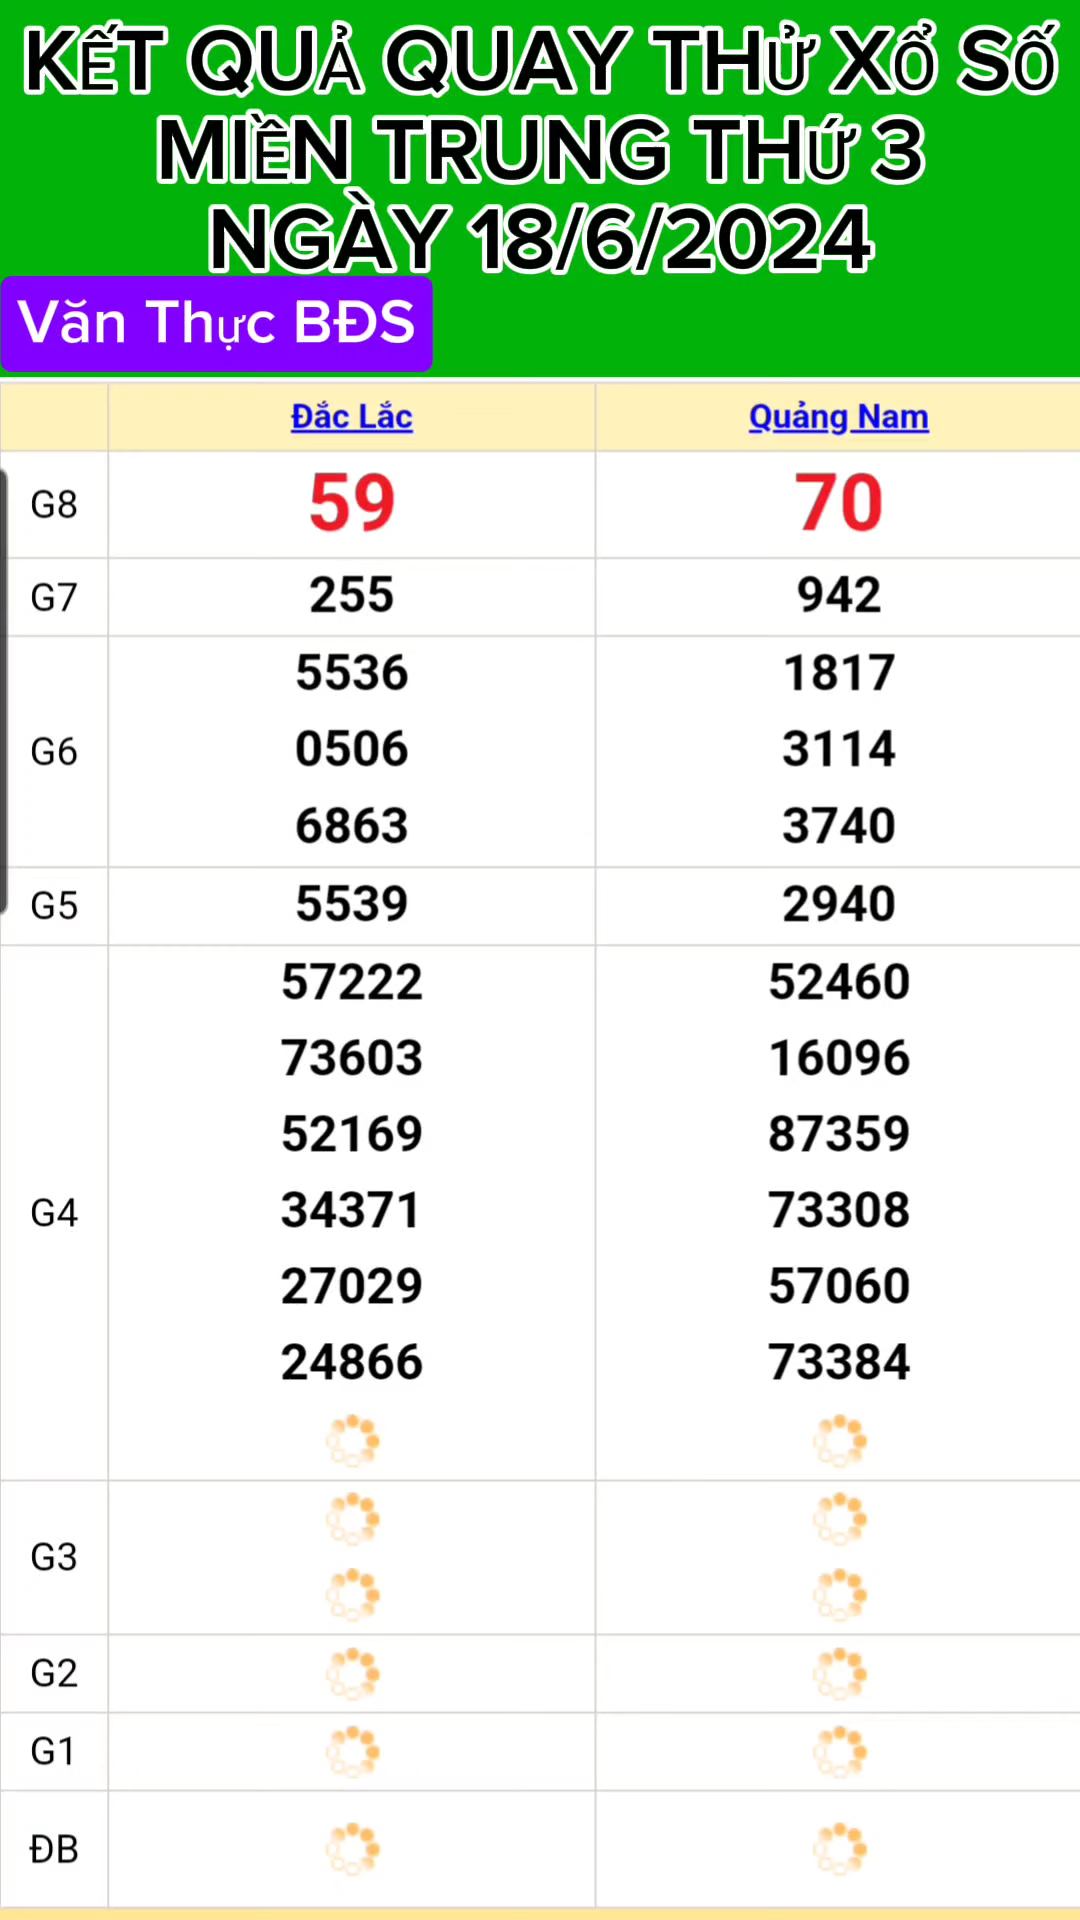 KẾT QUẢ QUAY THỬ XỔ SỐ
MIỀN TRUNG THỨ 3
NGÀY 18/6/2024
Văn Thực BĐS
Đắc Lắc Quảng Nam
G8 59 70
G7 255 942
5536 1817
G6 0506 3114
6863 3740
G5 5539 2940
57222 52460
73603 16096
52169 87359
G4 34371 73308
27029 57060
24866 73384
G3
G2
G1
ĐB